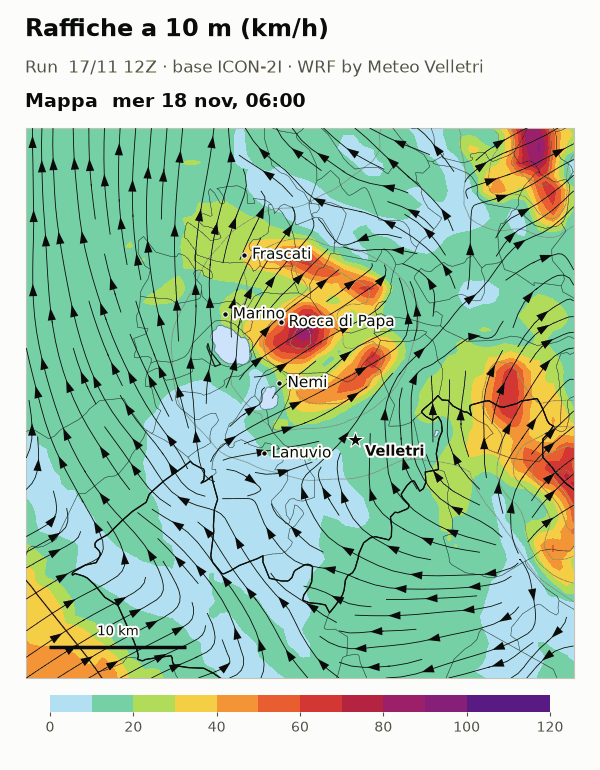 Raffiche a 10 m (km/h)
Run  17/11 12Z · base ICON-2I · WRF by Meteo Velletri
Mappa  mer 18 nov, 06:00
Frascati
Marino
Rocca di Papa
Nemi
Velletri
Lanuvio
10 km
0 20 40 60 80 100 120